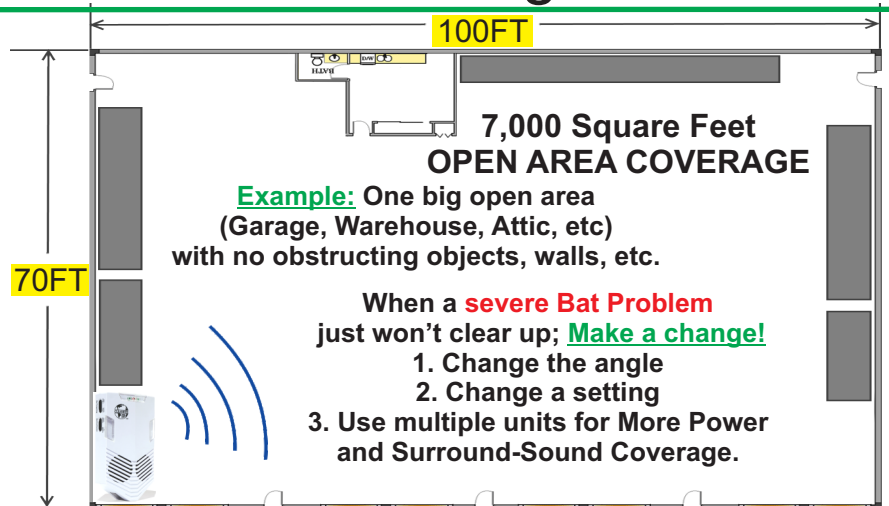 100FT
D/W
BATH
7,000 Square Feet
OPEN AREA COVERAGE
Example: One big open area
(Garage, Warehouse, Attic, etc)
with no obstructing objects, walls, etc.
70FT
When a severe Bat Problem
just won’t clear up; Make a change!
1. Change the angle
2. Change a setting
3. Use multiple units for More Power
and Surround-Sound Coverage.